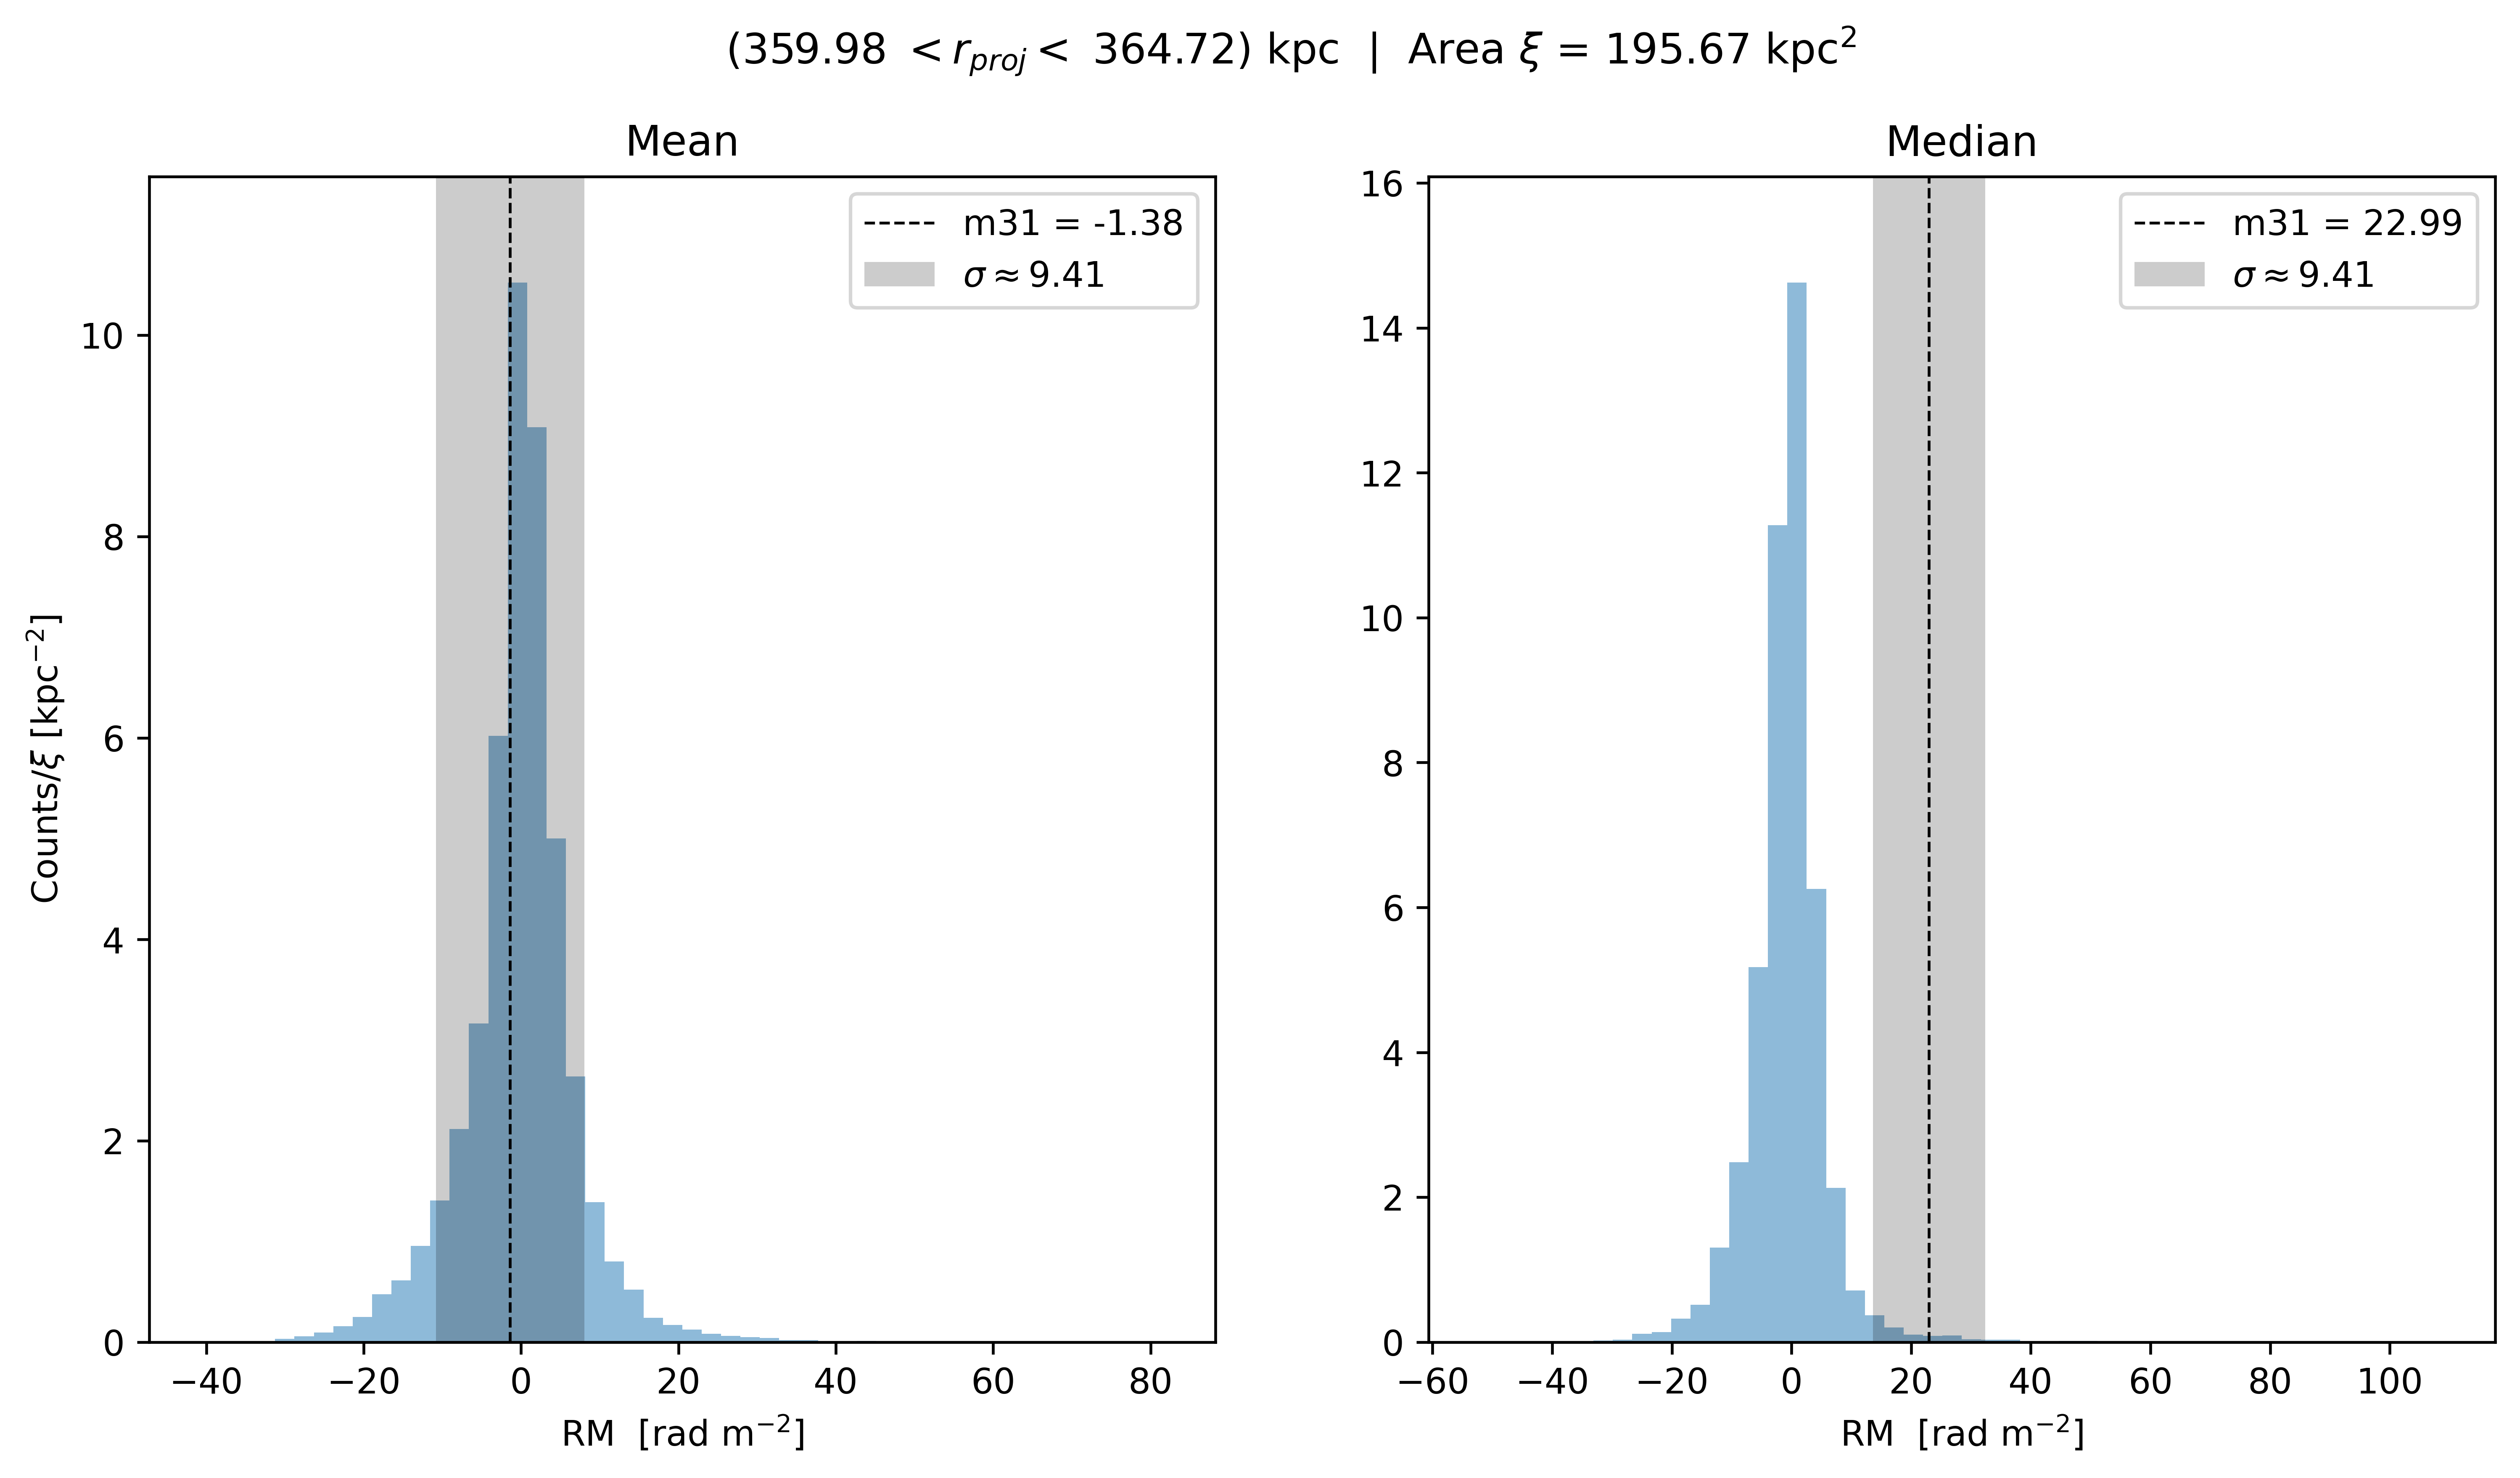 (359.98 < r_proj < 364.72) kpc | Area ξ = 195.67 kpc²
Mean
m31 = -1.38
σ ≈ 9.41
10
8
6
4
2
0
Counts/ξ [kpc⁻²]
−40 −20 0 20 40 60 80
RM [rad m⁻²]
Median
m31 = 22.99
σ ≈ 9.41
16
14
12
10
8
6
4
2
0
−60 −40 −20 0 20 40 60 80 100
RM [rad m⁻²]